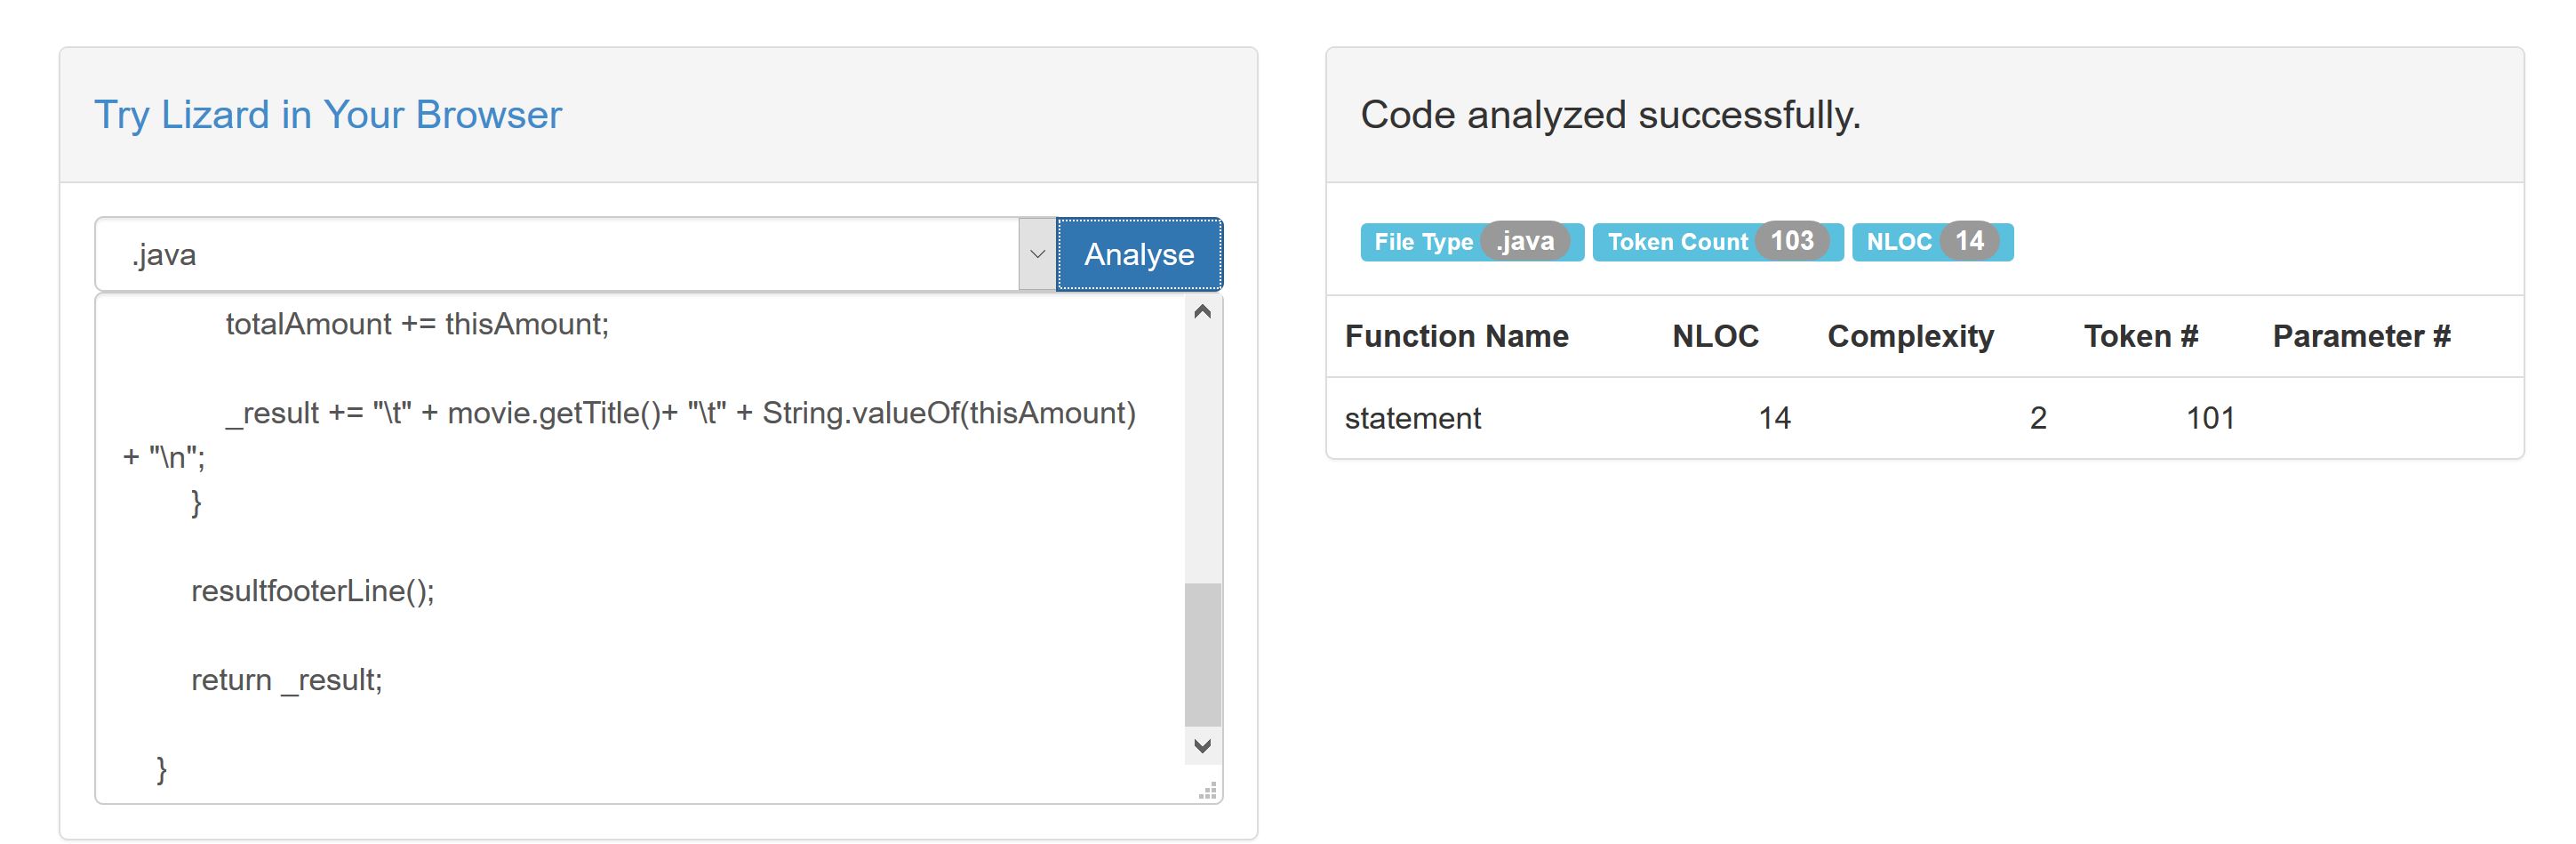 Try Lizard in Your Browser
.java
Analyse
totalAmount += thisAmount;
_result += "\t" + movie.getTitle()+ "\t" + String.valueOf(thisAmount)
+ "\n";
}
resultfooterLine();
return _result;
}
Code analyzed successfully.
File Type .java Token Count 103 NLOC 14
Function Name NLOC Complexity Token # Parameter #
statement 14 2 101